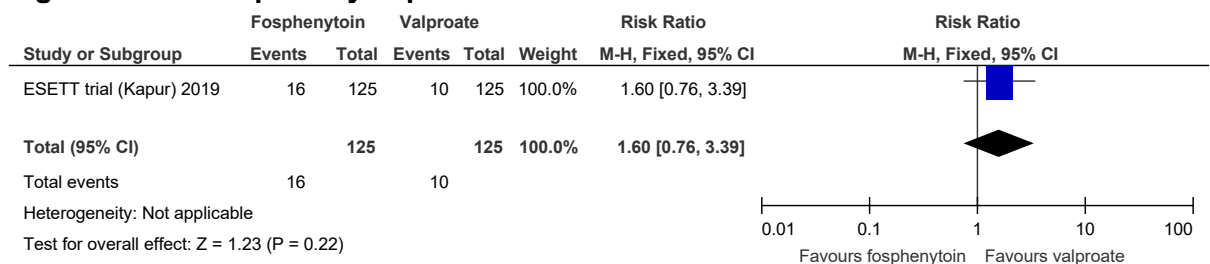 Fosphenytoin Valproate Risk Ratio Risk Ratio
Study or Subgroup Events Total Events Total Weight M-H, Fixed, 95% CI M-H, Fixed, 95% CI
ESETT trial (Kapur) 2019 16 125 10 125 100.0% 1.60 [0.76, 3.39]
Total (95% CI) 125 125 100.0% 1.60 [0.76, 3.39]
Total events 16 10
Heterogeneity: Not applicable
Test for overall effect: Z = 1.23 (P = 0.22)
0.01 0.1 1 10 100
Favours fosphenytoin Favours valproate